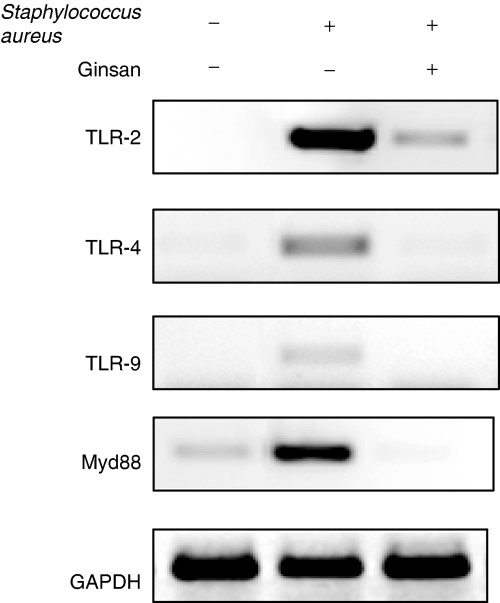 Staphylococcus − + +
aureus
Ginsan − − +
TLR-2
TLR-4
TLR-9
Myd88
GAPDH